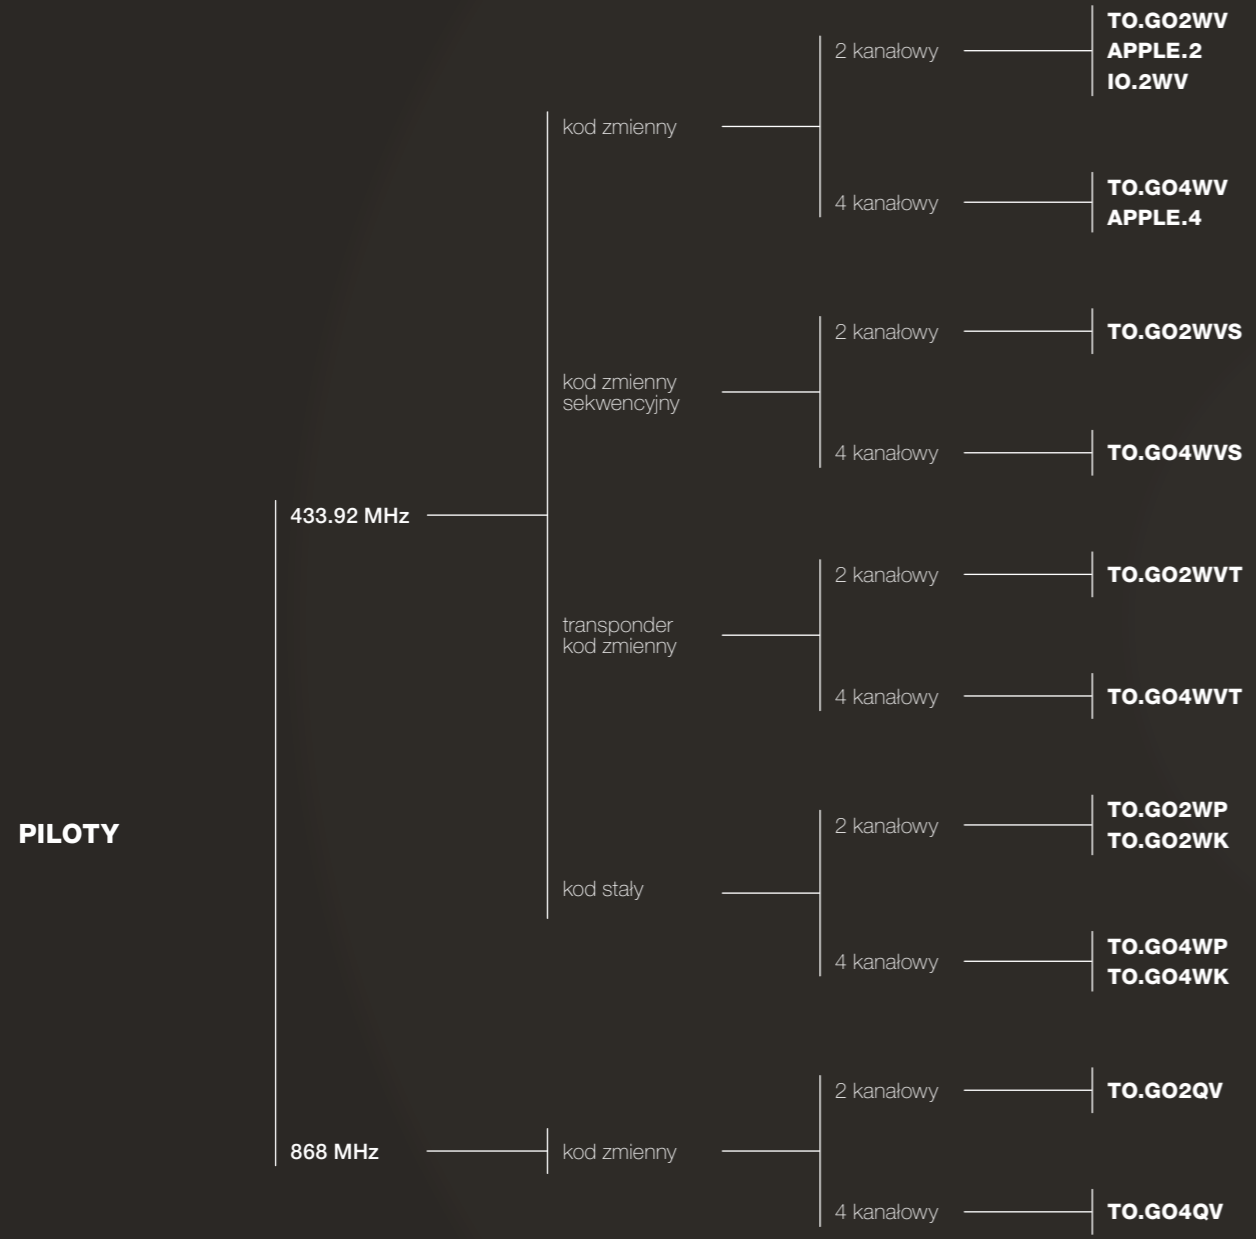 PILOTY
433.92 MHz
kod zmienny
2 kanałowy
TO.GO2WV
APPLE.2
IO.2WV
4 kanałowy
TO.GO4WV
APPLE.4
kod zmienny
sekwencyjny
2 kanałowy
TO.GO2WVS
4 kanałowy
TO.GO4WVS
transponder
kod zmienny
2 kanałowy
TO.GO2WVT
4 kanałowy
TO.GO4WVT
kod stały
2 kanałowy
TO.GO2WP
TO.GO2WK
4 kanałowy
TO.GO4WP
TO.GO4WK
868 MHz
kod zmienny
2 kanałowy
TO.GO2QV
4 kanałowy
TO.GO4QV